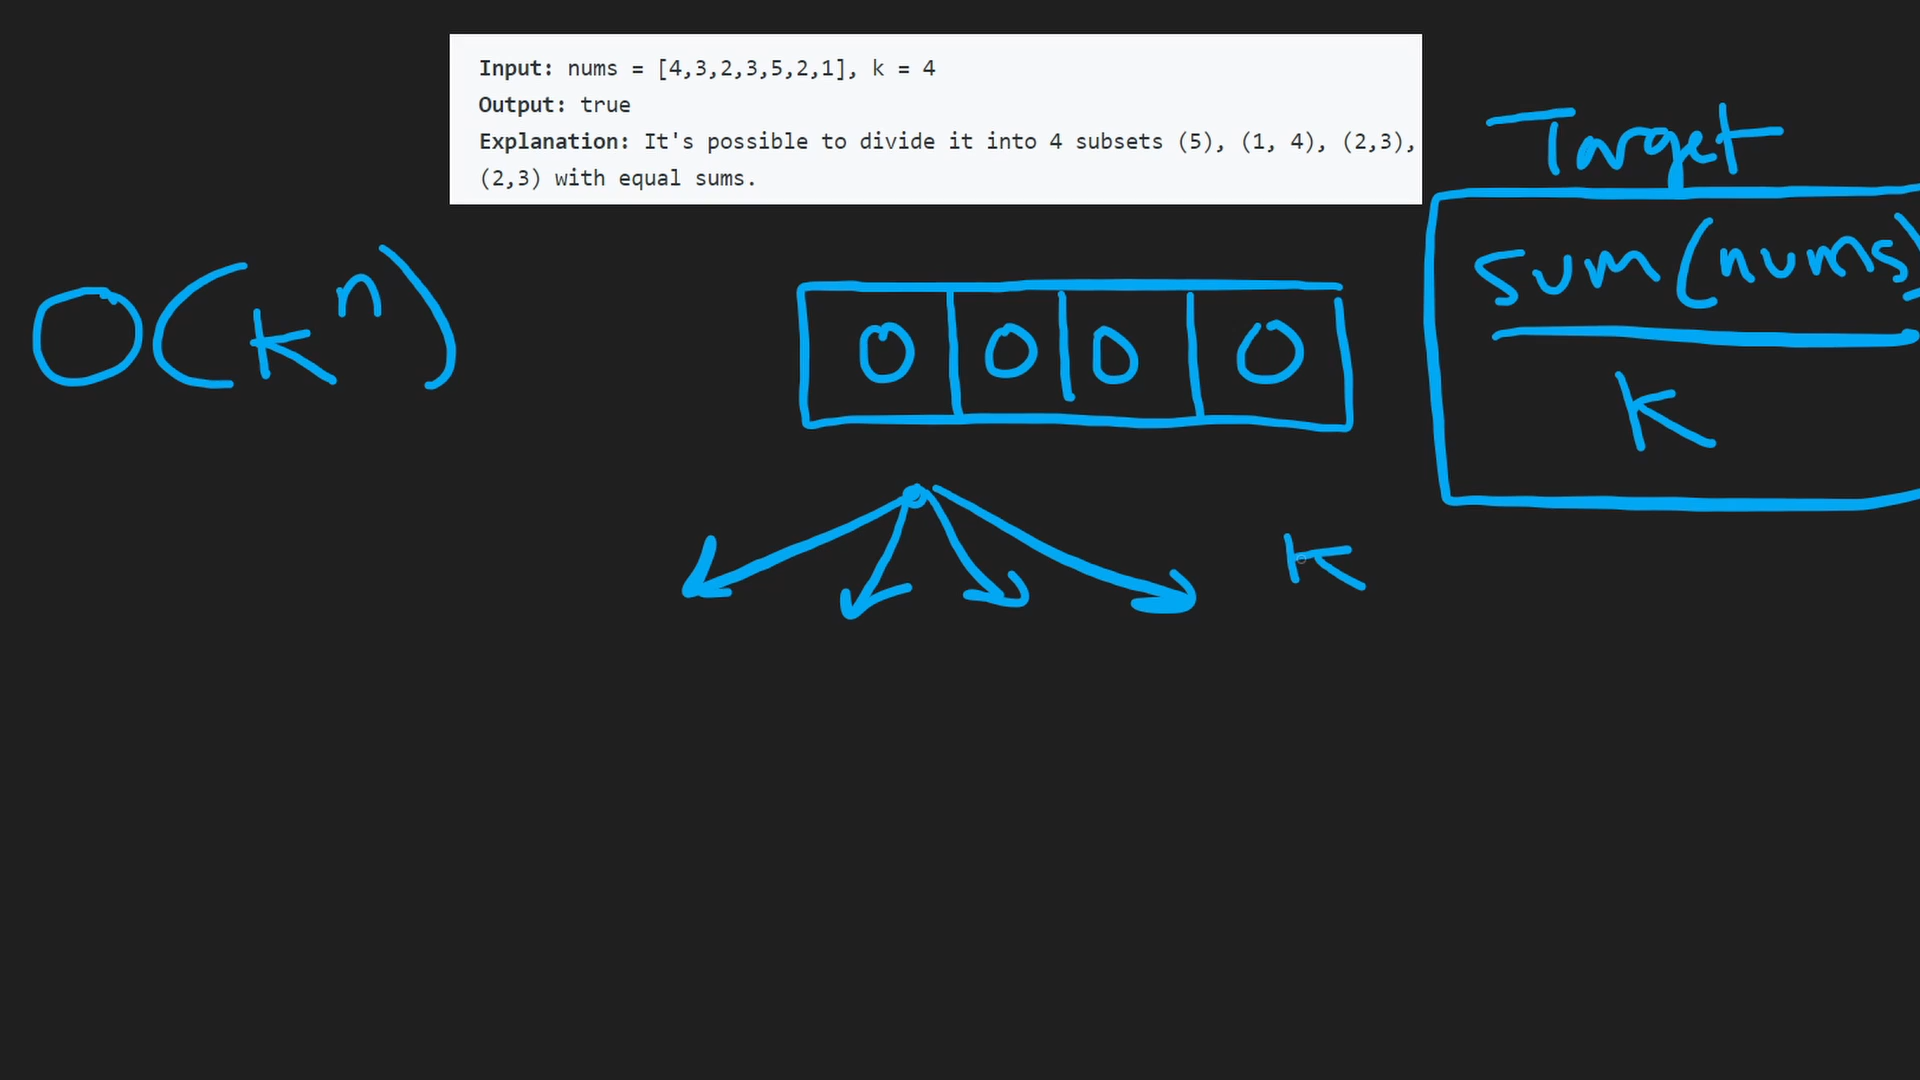 Input: nums = [4,3,2,3,5,2,1], k = 4
Output: true
Explanation: It's possible to divide it into 4 subsets (5), (1, 4), (2,3),
(2,3) with equal sums.
Target
sum(nums)
K
O(k^n)
0 0 0 0
K